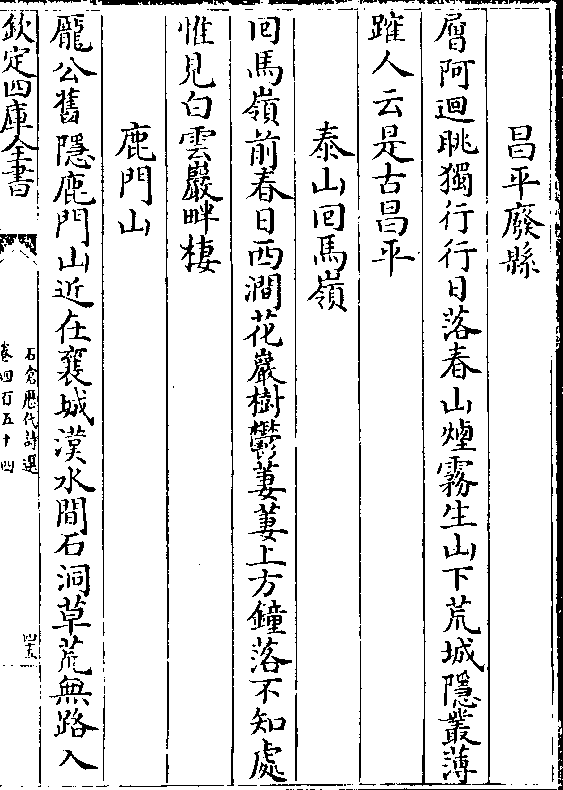 昌平廢縣
層阿迴眺獨行行日落春山煙霧生山下荒城隱叢薄
蹝人云是古昌平
泰山回馬嶺
回馬嶺前春日西澗花巖樹鬱萋萋上方鐘落不知處
惟見白雲巖畔棲
鹿門山
龐公舊隱鹿門山近在襄城漢水間石洞草荒無路入
欽定四庫全書
石倉歷代詩選
卷四百五十四
四五